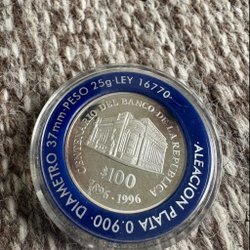 DIAMETRO 37mm·PESO 25g·LEY 16770·
·ALEACION PLATA 0.900·
CENTENARIO DEL BANCO DE LA REPUBLICA
$100
1896-1996